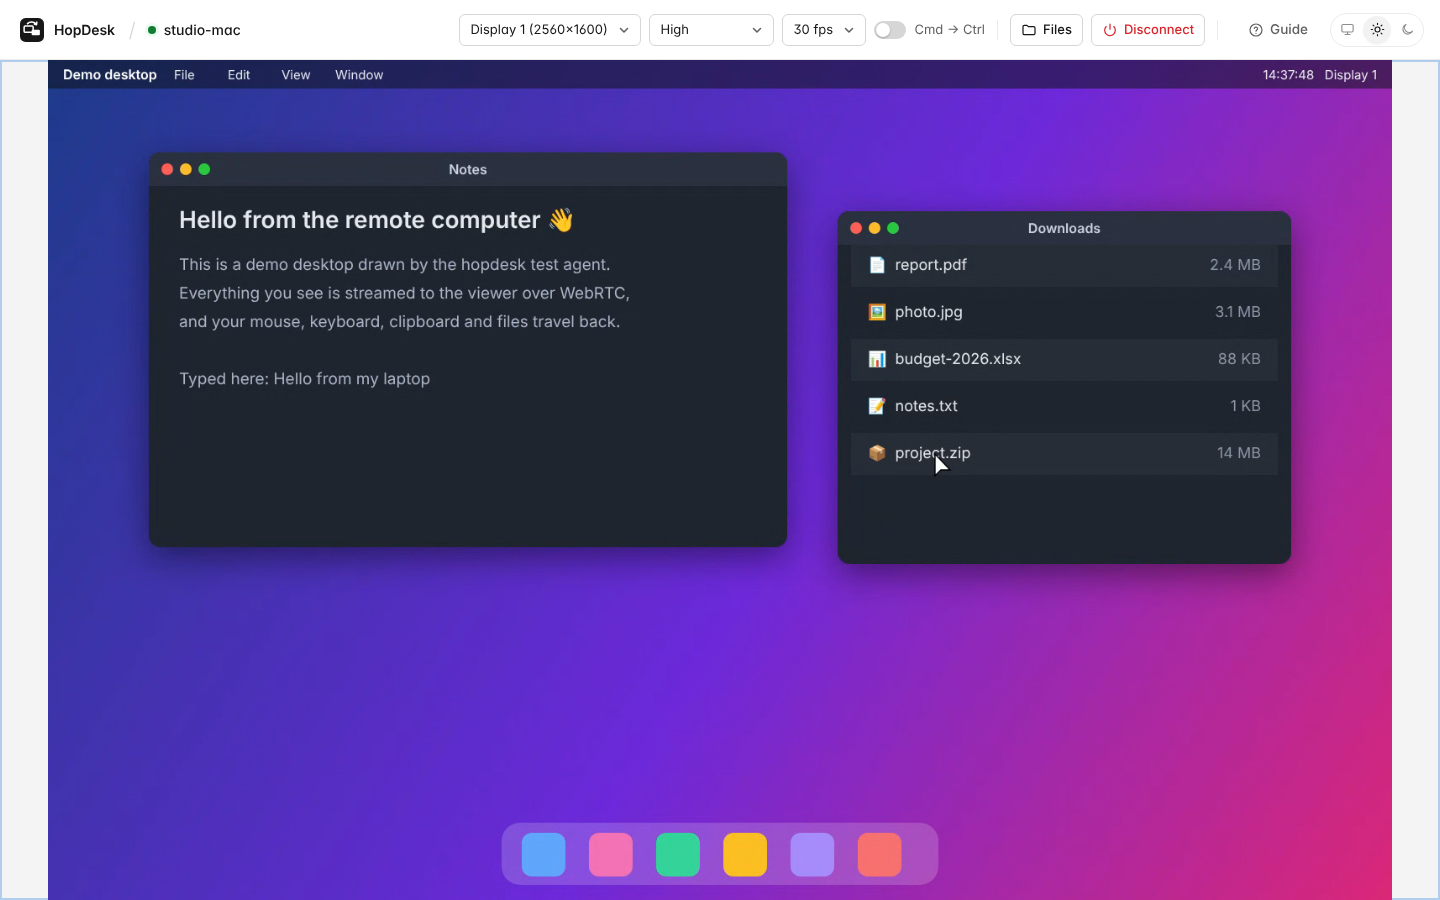 HopDesk / studio-mac Display 1 (2560×1600) High 30 fps Cmd → Ctrl Files Disconnect Guide
Demo desktop File Edit View Window 14:37:48 Display 1
Notes
Hello from the remote computer 👋
This is a demo desktop drawn by the hopdesk test agent.
Everything you see is streamed to the viewer over WebRTC,
and your mouse, keyboard, clipboard and files travel back.
Typed here: Hello from my laptop
Downloads
report.pdf 2.4 MB
photo.jpg 3.1 MB
budget-2026.xlsx 88 KB
notes.txt 1 KB
project.zip 14 MB